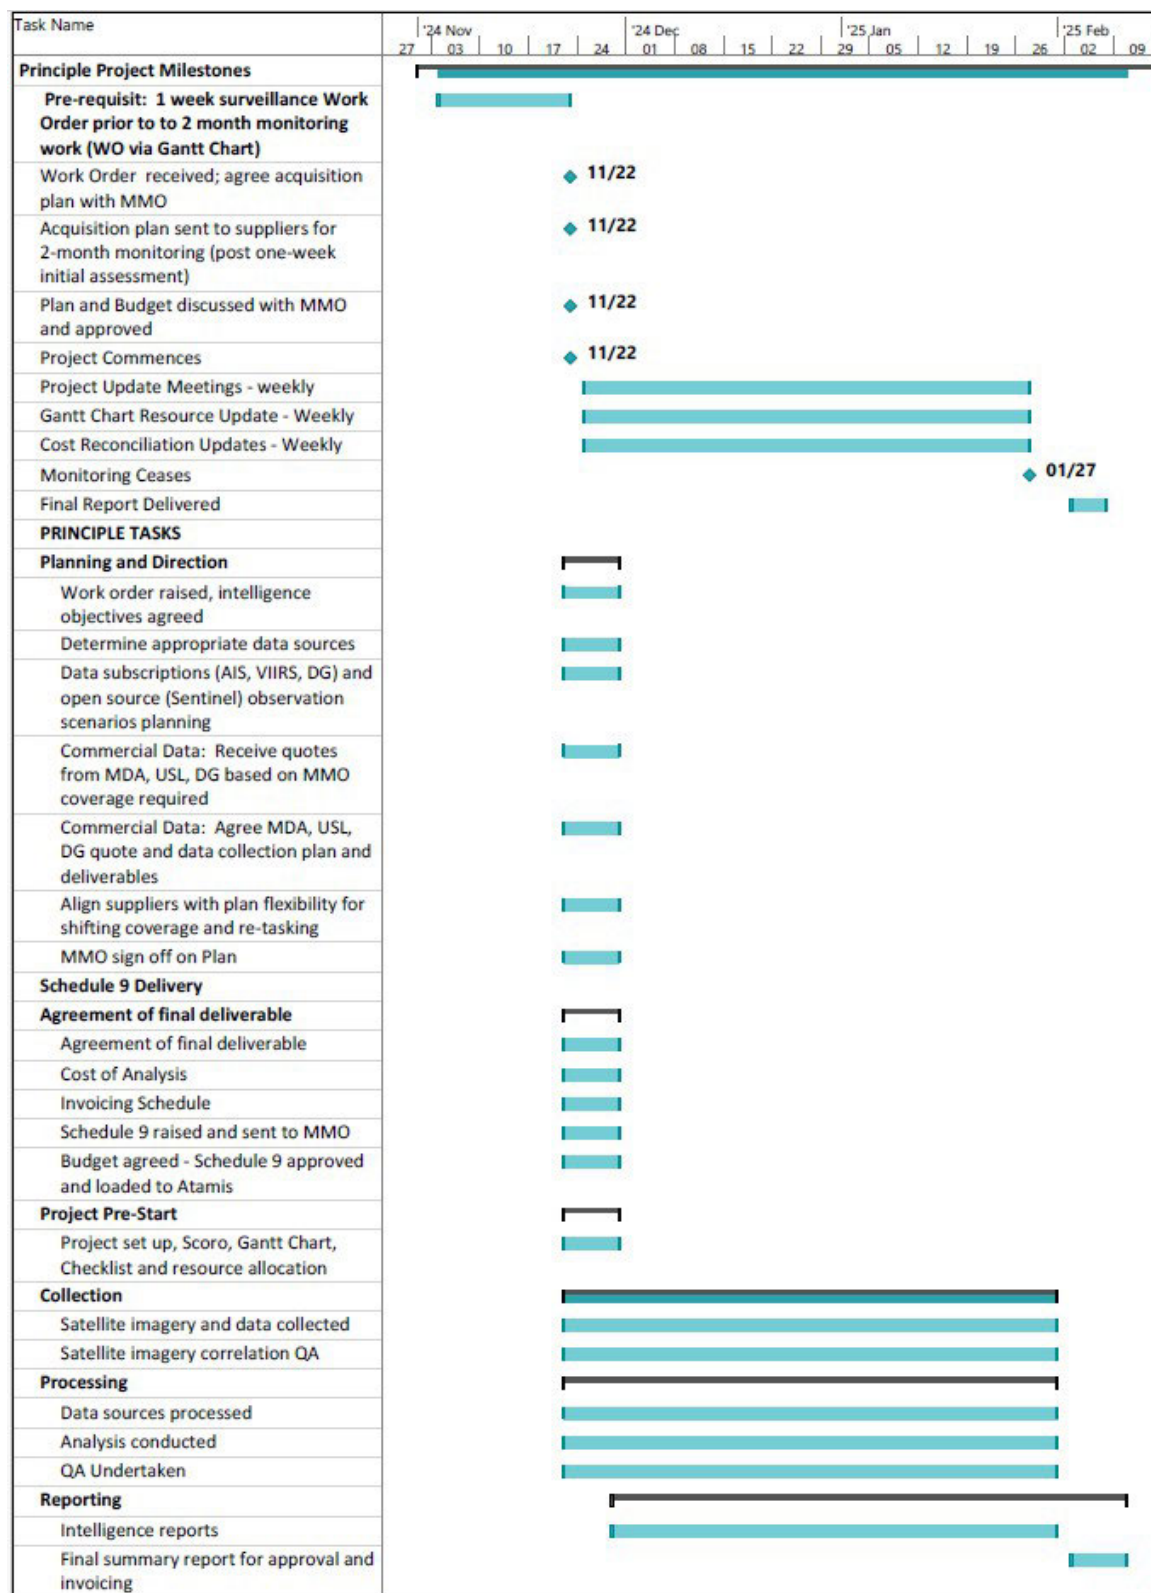 Task Name
'24 Nov '24 Dec '25 Jan '25 Feb
27 03 10 17 24 01 08 15 22 29 05 12 19 26 02 09
Principle Project Milestones
Pre-requisit: 1 week surveillance Work
Order prior to to 2 month monitoring
work (WO via Gantt Chart)
Work Order received; agree acquisition
plan with MMO
11/22
Acquisition plan sent to suppliers for
2-month monitoring (post one-week
initial assessment)
11/22
Plan and Budget discussed with MMO
and approved
11/22
Project Commences
11/22
Project Update Meetings - weekly
Gantt Chart Resource Update - Weekly
Cost Reconciliation Updates - Weekly
Monitoring Ceases
01/27
Final Report Delivered
PRINCIPLE TASKS
Planning and Direction
Work order raised, intelligence
objectives agreed
Determine appropriate data sources
Data subscriptions (AIS, VIIRS, DG) and
open source (Sentinel) observation
scenarios planning
Commercial Data: Receive quotes
from MDA, USL, DG based on MMO
coverage required
Commercial Data: Agree MDA, USL,
DG quote and data collection plan and
deliverables
Align suppliers with plan flexibility for
shifting coverage and re-tasking
MMO sign off on Plan
Schedule 9 Delivery
Agreement of final deliverable
Agreement of final deliverable
Cost of Analysis
Invoicing Schedule
Schedule 9 raised and sent to MMO
Budget agreed - Schedule 9 approved
and loaded to Atamis
Project Pre-Start
Project set up, Scoro, Gantt Chart,
Checklist and resource allocation
Collection
Satellite imagery and data collected
Satellite imagery correlation QA
Processing
Data sources processed
Analysis conducted
QA Undertaken
Reporting
Intelligence reports
Final summary report for approval and
invoicing